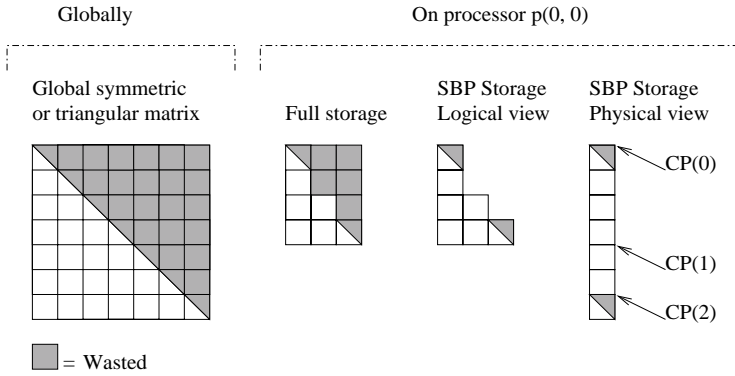 Globally
On processor p(0, 0)
Global symmetric
or triangular matrix
Full storage
SBP Storage
Logical view
SBP Storage
Physical view
CP(0)
CP(1)
CP(2)
= Wasted